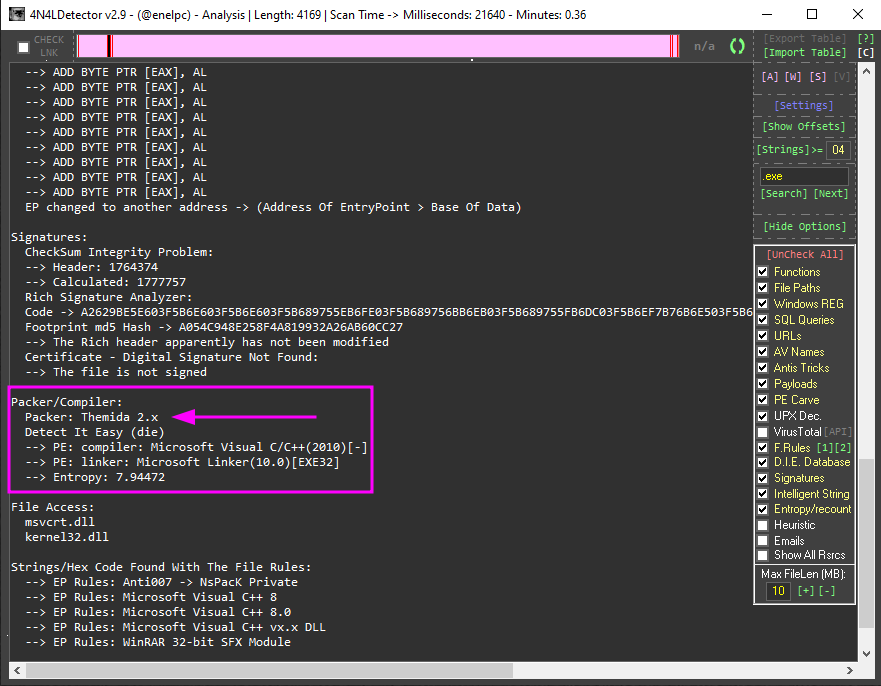 4N4LDetector v2.9 - (@enelpc) - Analysis | Length: 4169 | Scan Time -> Milliseconds: 21640 - Minutes: 0.36
CHECK
LNK
n/a
[Export Table]
[?]
[Import Table]
[C]
--> ADD BYTE PTR [EAX], AL
--> ADD BYTE PTR [EAX], AL
--> ADD BYTE PTR [EAX], AL
--> ADD BYTE PTR [EAX], AL
--> ADD BYTE PTR [EAX], AL
--> ADD BYTE PTR [EAX], AL
--> ADD BYTE PTR [EAX], AL
--> ADD BYTE PTR [EAX], AL
--> ADD BYTE PTR [EAX], AL
EP changed to another address -> (Address Of EntryPoint > Base Of Data)
Signatures:
CheckSum Integrity Problem:
--> Header: 1764374
--> Calculated: 1777757
Rich Signature Analyzer:
Code -> A2629BE5E603F5B6E603F5B6E603F5B689755EB6FE03F5B689756BB6EB03F5B689755FB6DC03F5B6EF7B76B6E503F5B6
Footprint md5 Hash -> A054C948E258F4A819932A26AB60CC27
--> The Rich header apparently has not been modified
Certificate - Digital Signature Not Found:
--> The file is not signed
Packer/Compiler:
Packer: Themida 2.x
Detect It Easy (die)
--> PE: compiler: Microsoft Visual C/C++(2010)[-]
--> PE: linker: Microsoft Linker(10.0)[EXE32]
--> Entropy: 7.94472
File Access:
msvcrt.dll
kernel32.dll
Strings/Hex Code Found With The File Rules:
--> EP Rules: Anti007 -> NsPacK Private
--> EP Rules: Microsoft Visual C++ 8
--> EP Rules: Microsoft Visual C++ 8.0
--> EP Rules: Microsoft Visual C++ vx.x DLL
--> EP Rules: WinRAR 32-bit SFX Module
[A] [W] [S] [V]
[Settings]
[Show Offsets]
[Strings]>= 04
.exe
[Search] [Next]
[Hide Options]
[UnCheck All]
Functions
File Paths
Windows REG
SQL Queries
URLs
AV Names
Antis Tricks
Payloads
PE Carve
UPX Dec.
VirusTotal [API]
F.Rules [1][2]
D.I.E. Database
Signatures
Intelligent String
Entropy/recount
Heuristic
Emails
Show All Rsrcs
Max FileLen (MB):
10 [+] [-]